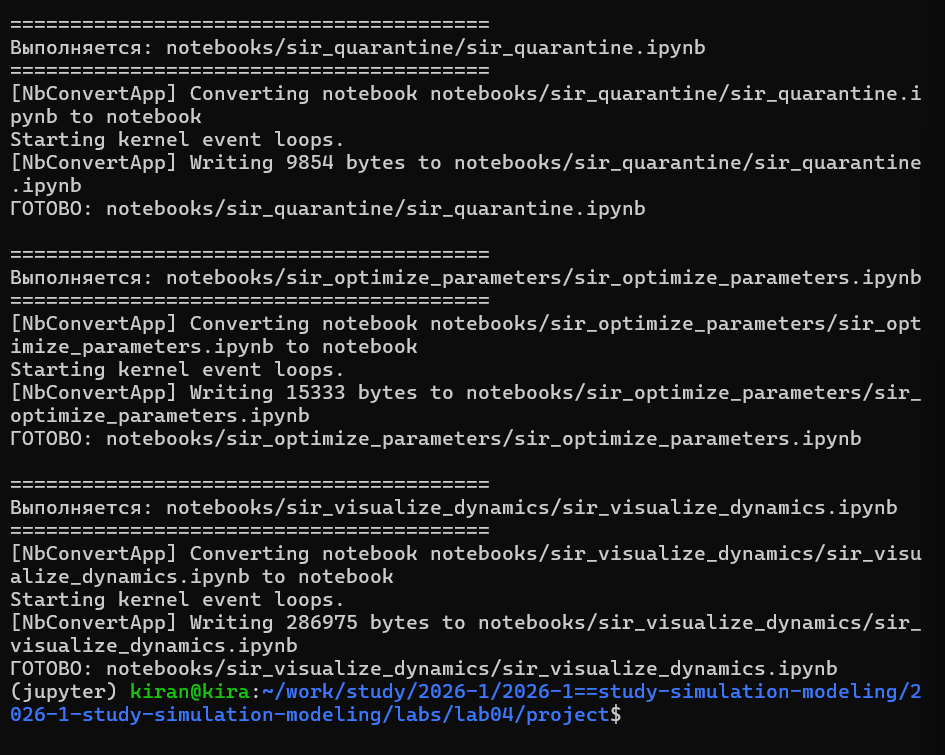 ========================================
Выполняется: notebooks/sir_quarantine/sir_quarantine.ipynb
========================================
[NbConvertApp] Converting notebook notebooks/sir_quarantine/sir_quarantine.i
pynb to notebook
Starting kernel event loops.
[NbConvertApp] Writing 9854 bytes to notebooks/sir_quarantine/sir_quarantine
.ipynb
ГОТОВО: notebooks/sir_quarantine/sir_quarantine.ipynb
========================================
Выполняется: notebooks/sir_optimize_parameters/sir_optimize_parameters.ipynb
========================================
[NbConvertApp] Converting notebook notebooks/sir_optimize_parameters/sir_opt
imize_parameters.ipynb to notebook
Starting kernel event loops.
[NbConvertApp] Writing 15333 bytes to notebooks/sir_optimize_parameters/sir_
optimize_parameters.ipynb
ГОТОВО: notebooks/sir_optimize_parameters/sir_optimize_parameters.ipynb
========================================
Выполняется: notebooks/sir_visualize_dynamics/sir_visualize_dynamics.ipynb
========================================
[NbConvertApp] Converting notebook notebooks/sir_visualize_dynamics/sir_visu
alize_dynamics.ipynb to notebook
Starting kernel event loops.
[NbConvertApp] Writing 286975 bytes to notebooks/sir_visualize_dynamics/sir_
visualize_dynamics.ipynb
ГОТОВО: notebooks/sir_visualize_dynamics/sir_visualize_dynamics.ipynb
(jupyter) kiran@kira:~/work/study/2026-1/2026-1==study-simulation-modeling/2
026-1-study-simulation-modeling/labs/lab04/project$